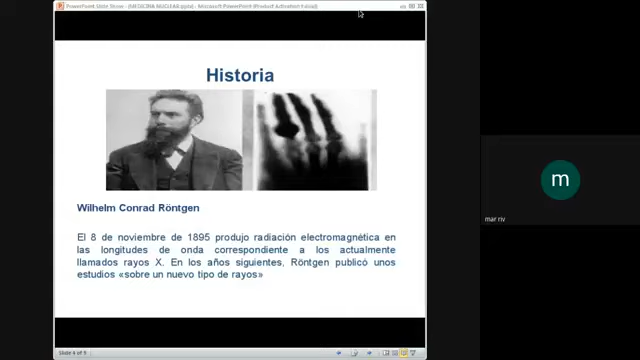 PowerPoint Slide Show - [MEDICINA NUCLEAR.pptx] - Microsoft PowerPoint (Product Activation Failed)
Historia
Wilhelm Conrad Röntgen
El 8 de noviembre de 1895 produjo radiación electromagnética en
las longitudes de onda correspondiente a los actualmente
llamados rayos X. En los años siguientes, Röntgen publicó unos
estudios «sobre un nuevo tipo de rayos»
m
mar riv
Slide 4 of 9